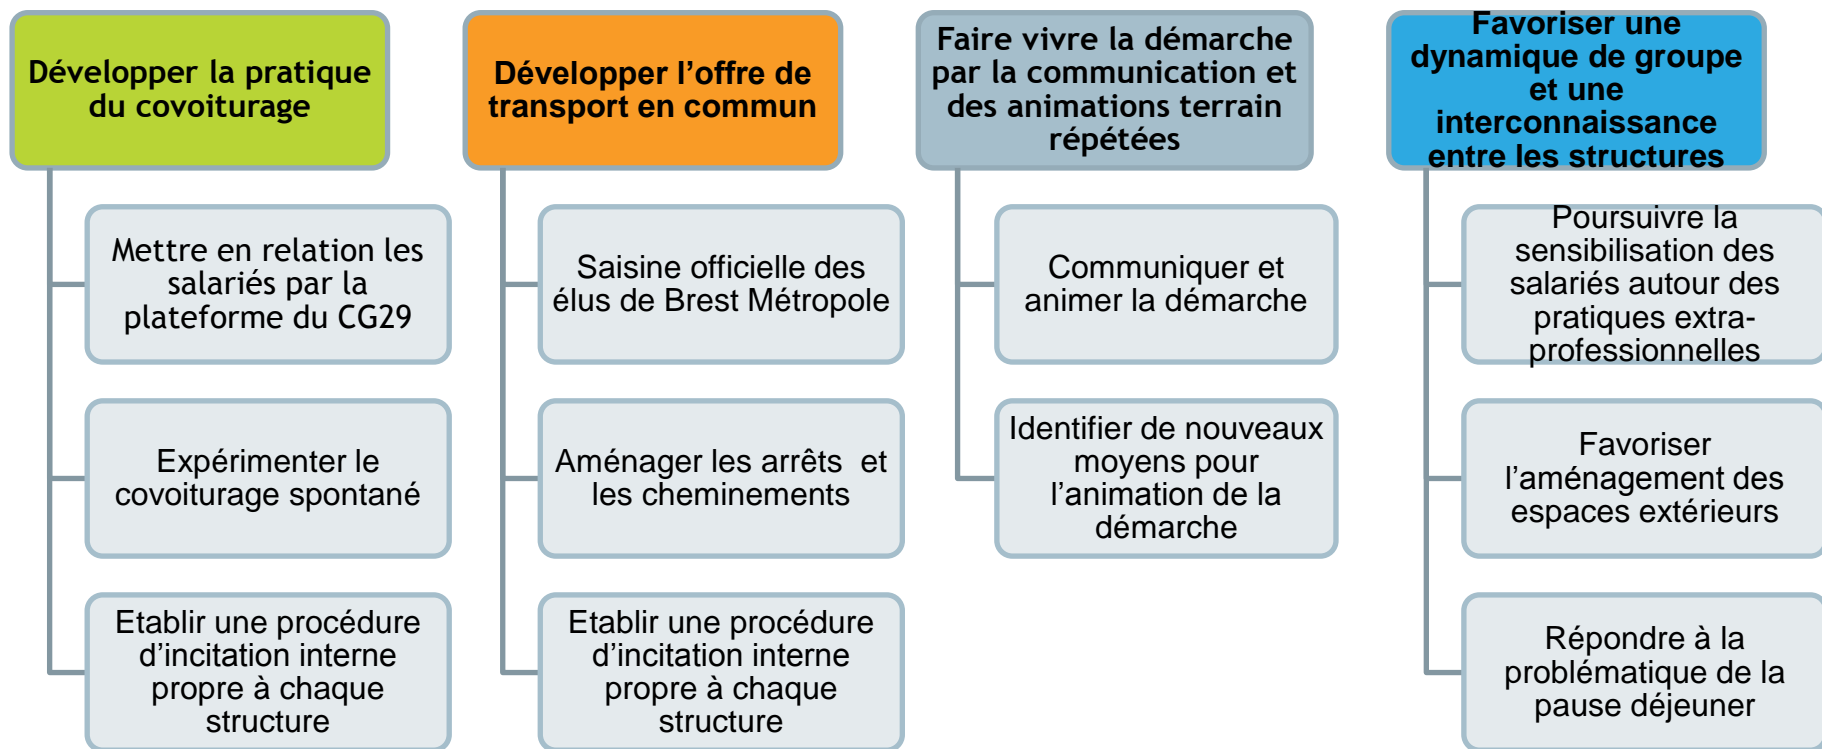 Développer la pratique
du covoiturage
Mettre en relation les
salariés par la
plateforme du CG29
Expérimenter le
covoiturage spontané
Etablir une procédure
d’incitation interne
propre à chaque
structure
Développer l’offre de
transport en commun
Saisine officielle des
élus de Brest Métropole
Aménager les arrêts et
les cheminements
Etablir une procédure
d’incitation interne
propre à chaque
structure
Faire vivre la démarche
par la communication et
des animations terrain
répétées
Communiquer et
animer la démarche
Identifier de nouveaux
moyens pour
l’animation de la
démarche
Favoriser une
dynamique de groupe
et une
interconnaissance
entre les structures
Poursuivre la
sensibilisation des
salariés autour des
pratiques extra-
professionnelles
Favoriser
l’aménagement des
espaces extérieurs
Répondre à la
problématique de la
pause déjeuner